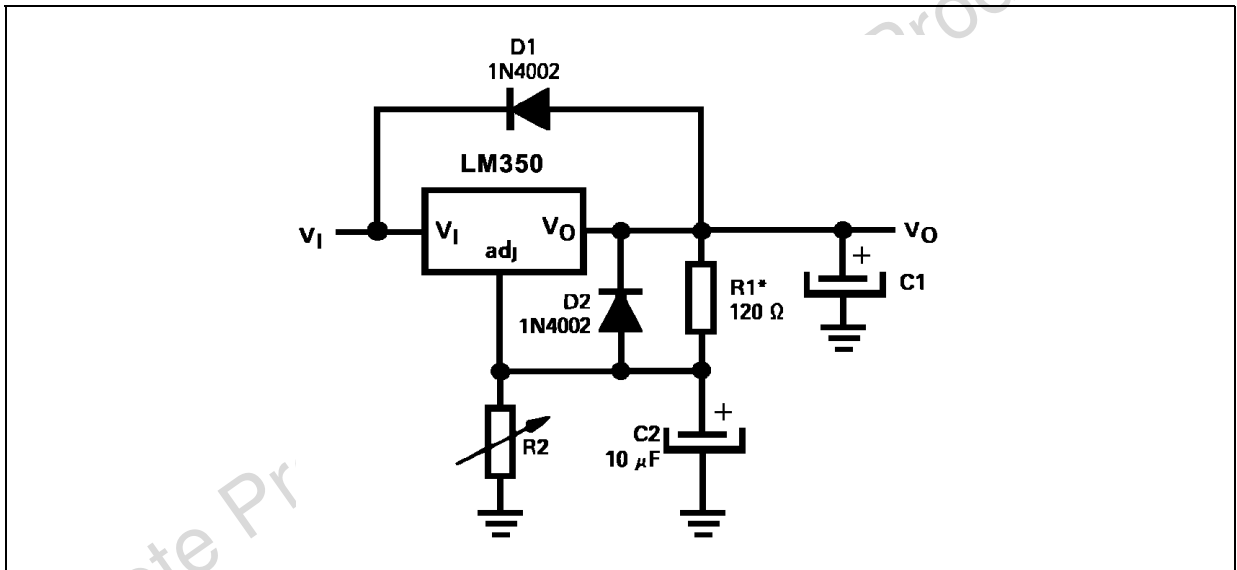 D1
1N4002
LM350
VI
VI
VO
adj
VO
D2
1N4002
R1*
120 Ω
+
C1
R2
+
C2
10 μF